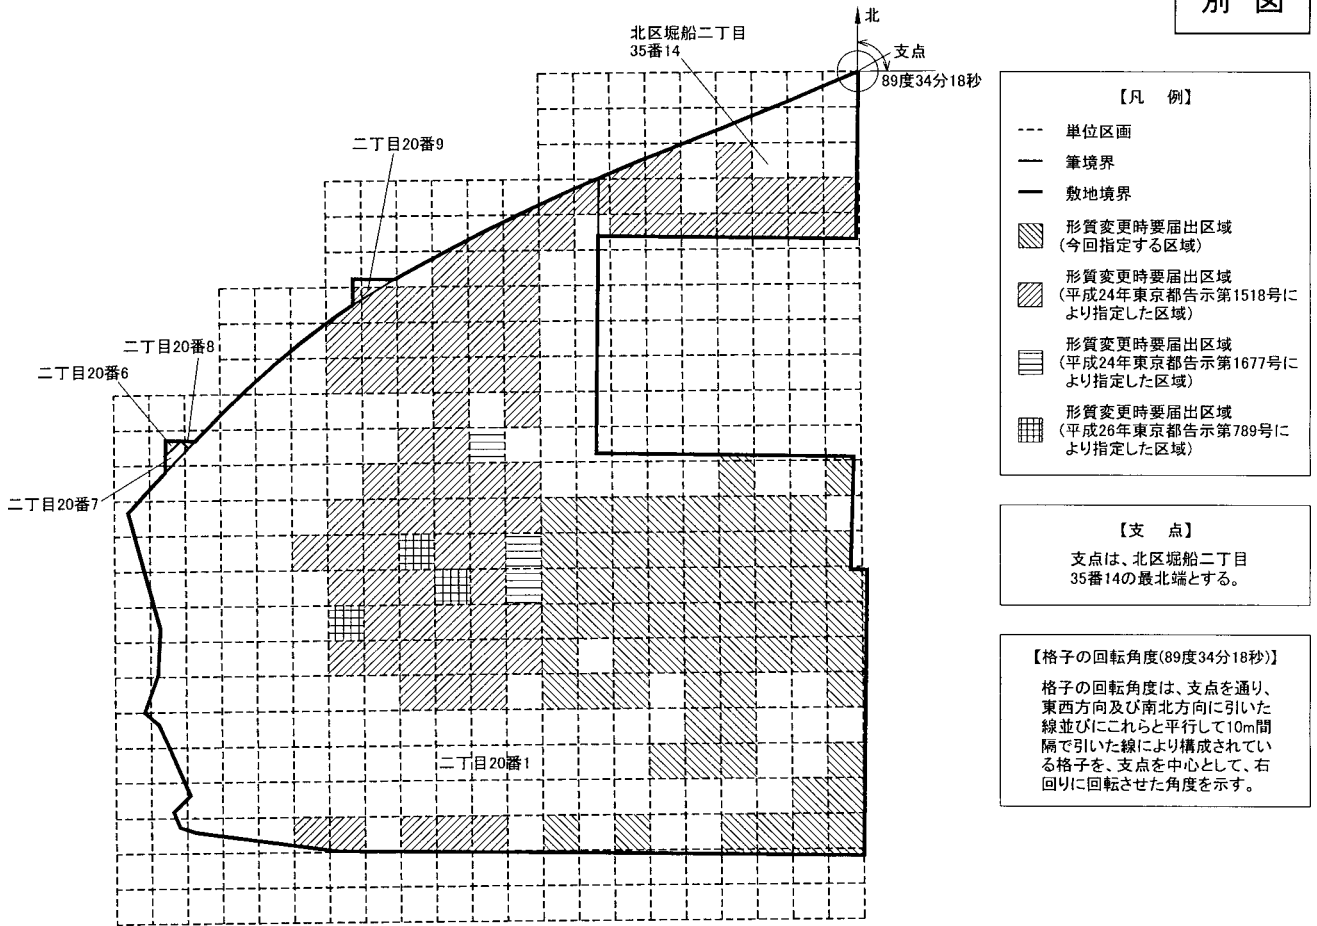 別 図
北
支点
89度34分18秒
北区堀船二丁目
35番14
二丁目20番9
二丁目20番8
二丁目20番6
二丁目20番7
二丁目20番1
【凡 例】
単位区画
筆境界
敷地境界
形質変更時要届出区域
(今回指定する区域)
形質変更時要届出区域
(平成24年東京都告示第1518号に
より指定した区域)
形質変更時要届出区域
(平成24年東京都告示第1677号に
より指定した区域)
形質変更時要届出区域
(平成26年東京都告示第789号に
より指定した区域)
【支 点】
支点は、北区堀船二丁目
35番14の最北端とする。
【格子の回転角度(89度34分18秒)】
格子の回転角度は、支点を通り、
東西方向及び南北方向に引いた
線並びにこれらと平行して10m間
隔で引いた線により構成されてい
る格子を、支点を中心として、右
回りに回転させた角度を示す。